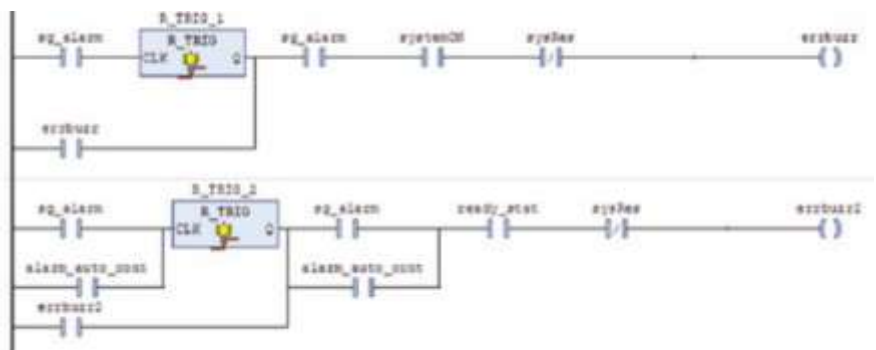 R_TRIG_1
sg_alarm R_TRIG sg_alarm systemON sysRes errbuzz
CLK Q
errbuzz
R_TRIG_2
sg_alarm R_TRIG sg_alarm ready_stat sysRes errbuzz2
CLK Q
alarm_auto_cont alarm_auto_cont
errbuzz2